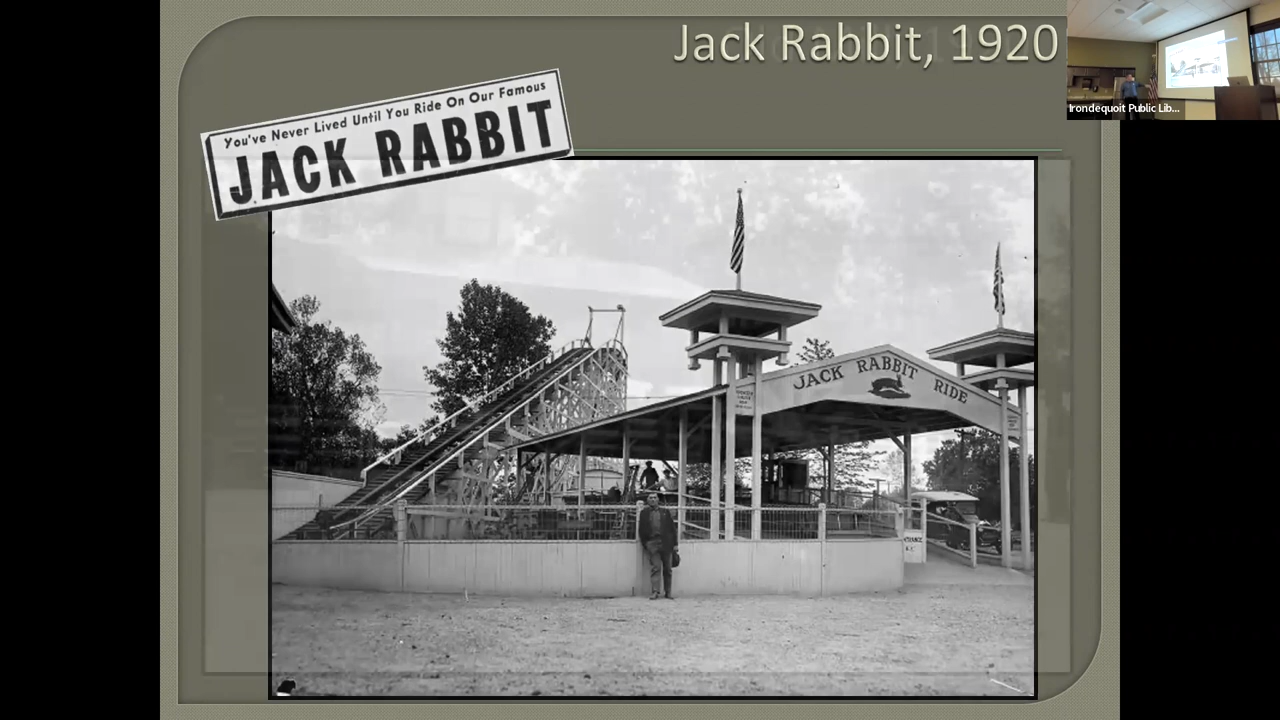 Jack Rabbit, 1920
Irondequoit Public Lib...
You've Never Lived Until You Ride On Our Famous
JACK RABBIT
JACK RABBIT RIDE